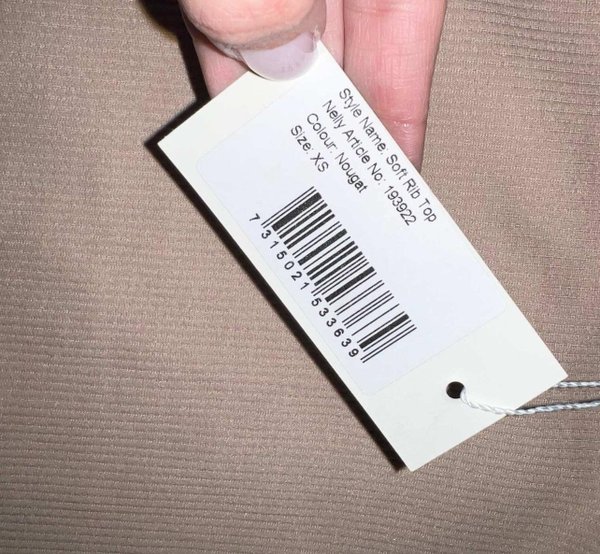 Style Name: Soft Rib Top
Nelly Article No: 193922
Colour: Nougat
Size: XS
7 315021 533639